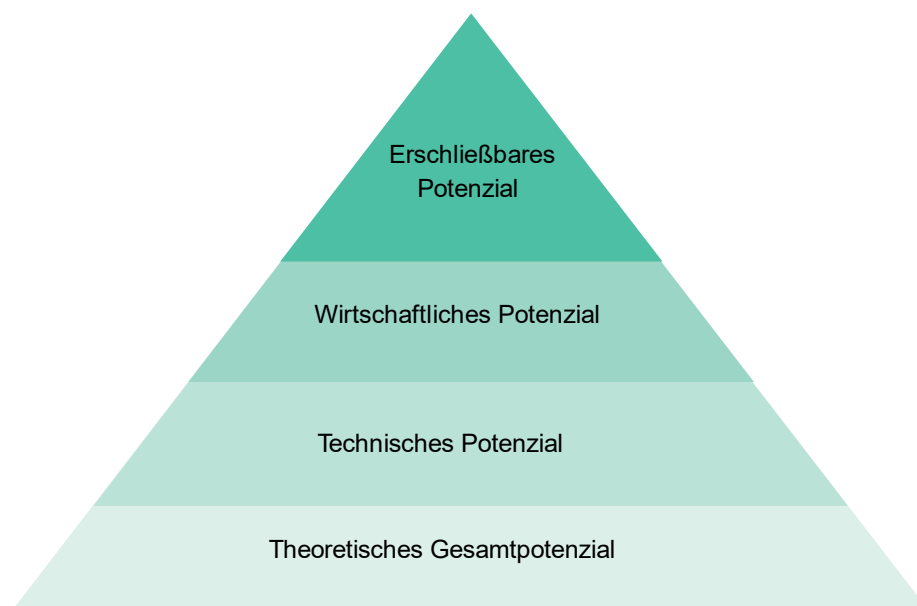 Erschließbares
Potenzial
Wirtschaftliches Potenzial
Technisches Potenzial
Theoretisches Gesamtpotenzial